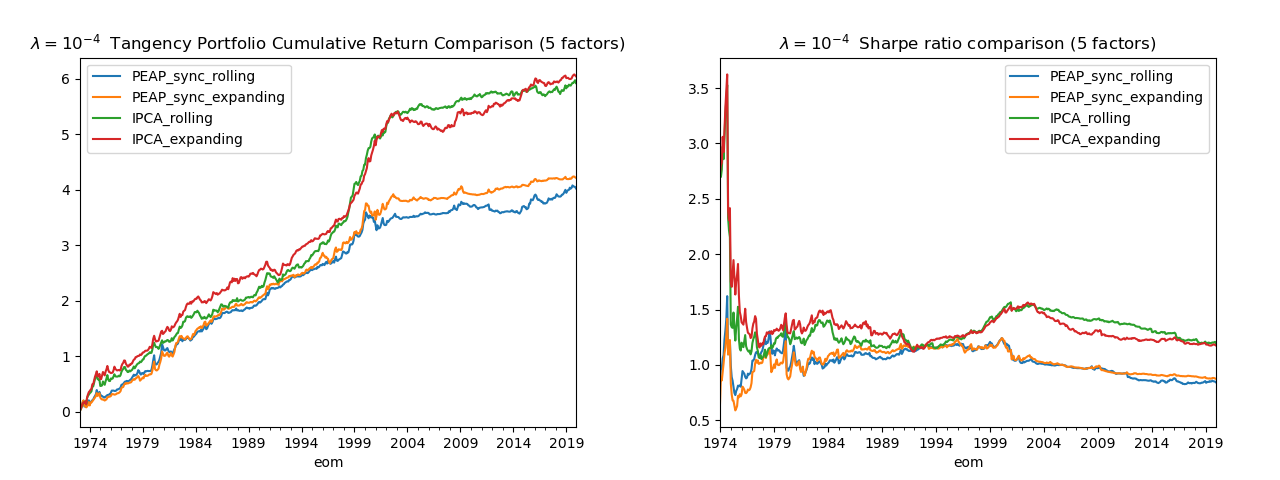 λ = 10⁻⁴ Tangency Portfolio Cumulative Return Comparison (5 factors)
PEAP_sync_rolling
PEAP_sync_expanding
IPCA_rolling
IPCA_expanding
6
5
4
3
2
1
0
1974 1979 1984 1989 1994 1999 2004 2009 2014 2019
eom
λ = 10⁻⁴ Sharpe ratio comparison (5 factors)
PEAP_sync_rolling
PEAP_sync_expanding
IPCA_rolling
IPCA_expanding
3.5
3.0
2.5
2.0
1.5
1.0
0.5
1974 1979 1984 1989 1994 1999 2004 2009 2014 2019
eom